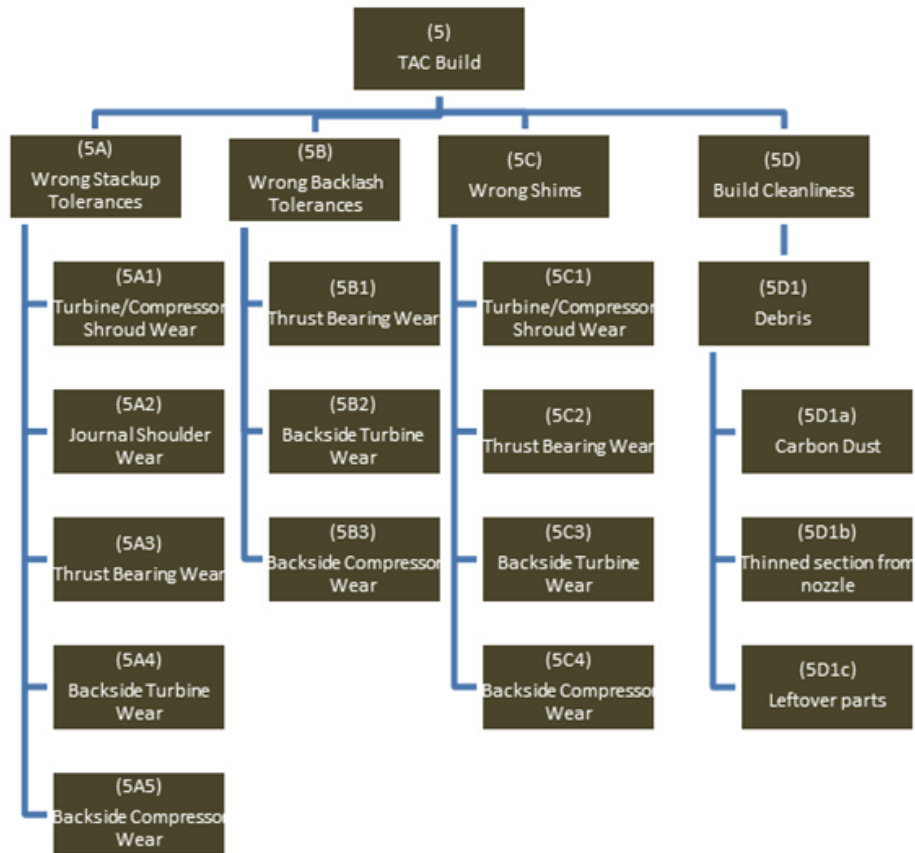 (5)
TAC Build
(5A)
Wrong Stackup
Tolerances
(5B)
Wrong Backlash
Tolerances
(5C)
Wrong Shims
(5D)
Build Cleanliness
(5A1)
Turbine/Compressor
Shroud Wear
(5A2)
Journal Shoulder
Wear
(5A3)
Thrust Bearing Wear
(5A4)
Backside Turbine
Wear
(5A5)
Backside Compressor
Wear
(5B1)
Thrust Bearing Wear
(5B2)
Backside Turbine
Wear
(5B3)
Backside Compressor
Wear
(5C1)
Turbine/Compressor
Shroud Wear
(5C2)
Thrust Bearing Wear
(5C3)
Backside Turbine
Wear
(5C4)
Backside Compressor
Wear
(5D1)
Debris
(5D1a)
Carbon Dust
(5D1b)
Thinned section from
nozzle
(5D1c)
Leftover parts